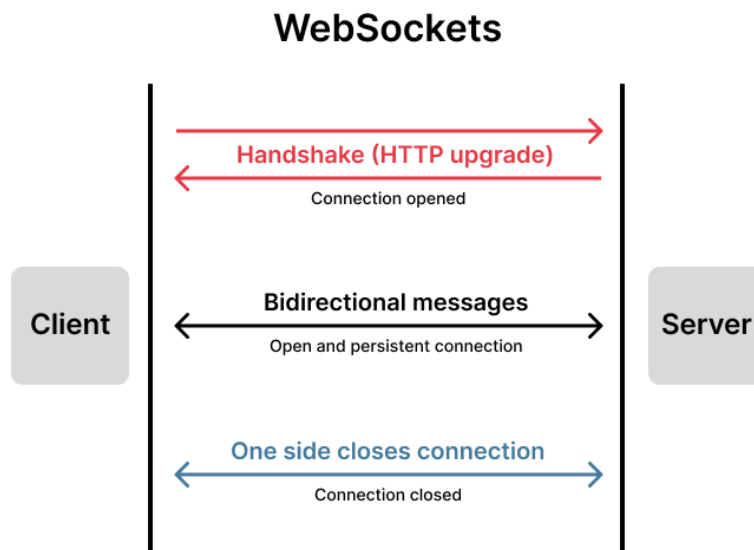 WebSockets
Handshake (HTTP upgrade)
Connection opened
Client
Bidirectional messages
Open and persistent connection
Server
One side closes connection
Connection closed